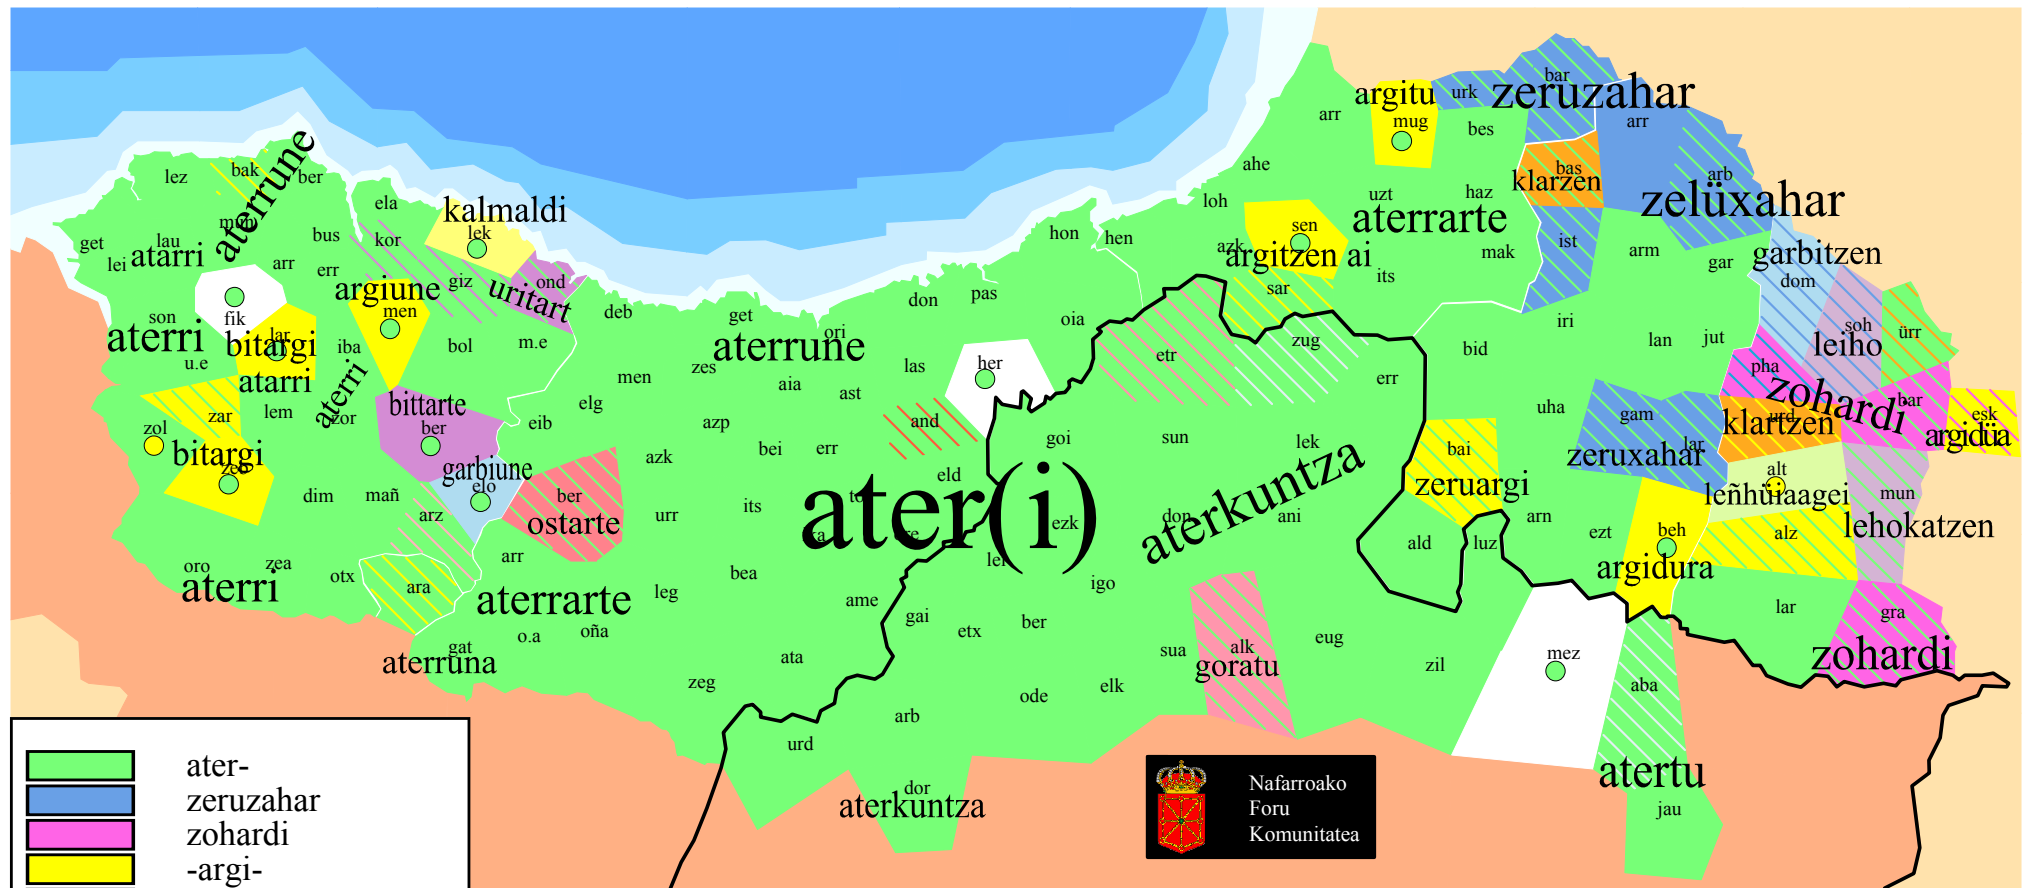 bar
zeruzahar
argitu
urk
arr
mug
arr
bes
ahe
bas
klarzen
arb
lez
bak
ber
aterrune
uzt
haz
zelüxahar
loh
ela
kalmaldi
lek
aterrarte
sen
azk
argitzen ai
mak
ist
arm
gar
garbitzen
dom
get
lau
lei
atarri
bus
kor
arr
err
hon
hen
its
sar
argiune
men
giz
ond
uritart
don
pas
son
fik
aterri
lar
bitargi
deb
get
ori
oia
iri
soh
ürr
leiho
u.e
iba
bol
m.e
aterrune
las
her
etr
zug
bid
lan
jut
atarri
aterri
men
zes
aia
ast
err
pha
zohardi
bar
zar
lem
zor
bittarte
ber
elg
eib
azp
and
uha
gam
klartzen
esk
argidüa
zol
bitargi
garbiune
elo
azk
bei
err
goi
sun
lek
bai
zeruargi
lar
zeruxahar
alt
leñhüiaagei
dim
mañ
arz
ber
ostarte
urr
its
eld
ater(i)
ezk
aterkuntza
don
ani
arn
ezt
beh
argidura
alz
mun
lehokatzen
oro
zea
aterri
otx
ara
arr
aterrarte
bea
leg
ame
igo
ald
luz
lar
gra
zohardi
gat
aterruna
o.a
oña
ata
gai
etx
ber
sua
alk
goratu
eug
zil
mez
aba
zeg
ode
elk
arb
urd
dor
aterkuntza
atertu
jau
ater-
zeruzahar
zohardi
-argi-
Nafarroako
Foru
Komunitatea